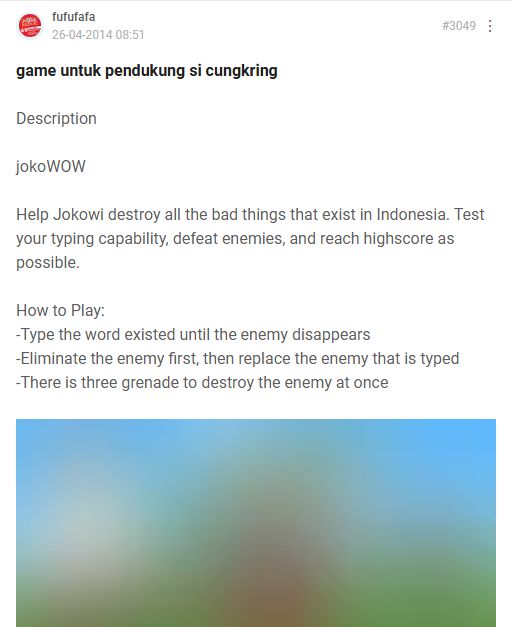 fufufafa
26-04-2014 08:51
#3049
game untuk pendukung si cungkring
Description
jokoWOW
Help Jokowi destroy all the bad things that exist in Indonesia. Test
your typing capability, defeat enemies, and reach highscore as
possible.
How to Play:
-Type the word existed until the enemy disappears
-Eliminate the enemy first, then replace the enemy that is typed
-There is three grenade to destroy the enemy at once